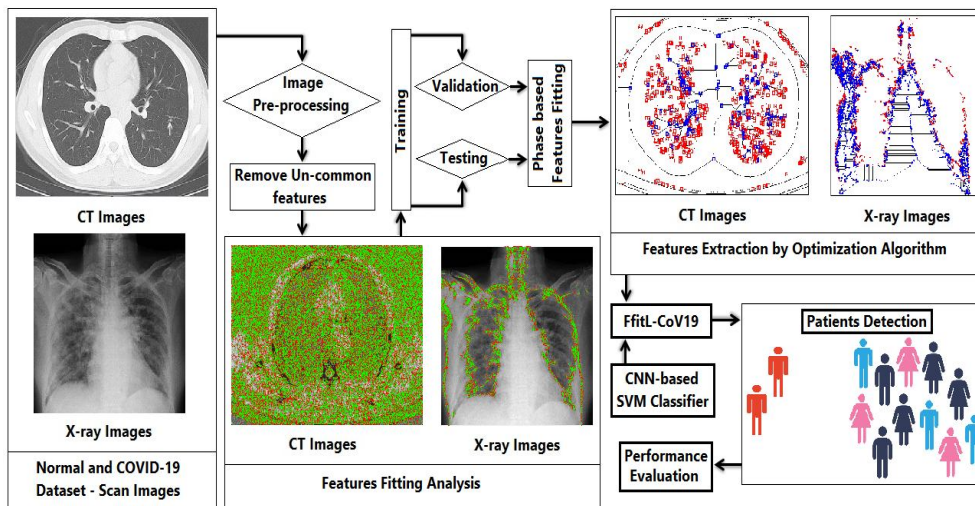 CT Images
X-ray Images
Normal and COVID-19
Dataset - Scan Images
Image
Pre-processing
Remove Un-common
features
CT Images
X-ray Images
Features Fitting Analysis
Training
Validation
Testing
Phase based
Features Fitting
CT Images
X-ray Images
Features Extraction by Optimization Algorithm
FfitL-CoV19
CNN-based
SVM Classifier
Patients Detection
Performance
Evaluation